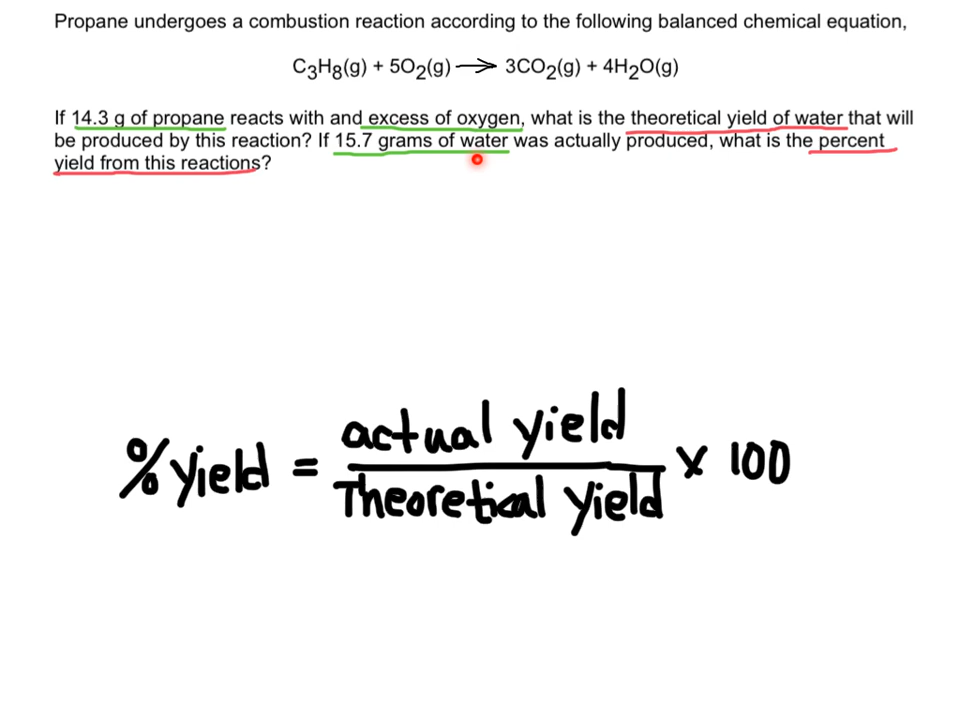 Propane undergoes a combustion reaction according to the following balanced chemical equation,
C3H8(g) + 5O2(g) ⟶ 3CO2(g) + 4H2O(g)
If 14.3 g of propane reacts with and excess of oxygen, what is the theoretical yield of water that will
be produced by this reaction? If 15.7 grams of water was actually produced, what is the percent
yield from this reactions?
actual yield
% yield = x 100
Theoretical Yield